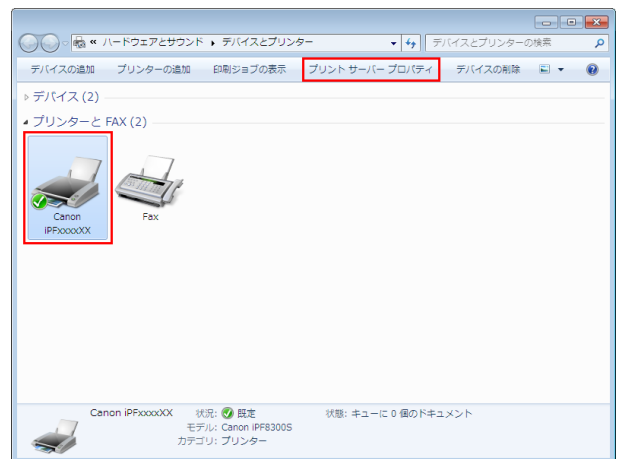 « ハードウェアとサウンド ▸ デバイスとプリンター デバイスとプリンターの検索
デバイスの追加 プリンターの追加 印刷ジョブの表示 プリント サーバー プロパティ デバイスの削除
デバイス (2)
プリンターと FAX (2)
Canon
iPFxxxxXX
Fax
Canon iPFxxxxXX 状況: 既定 状態: キューに 0 個のドキュメント
モデル: Canon iPF8300S
カテゴリ: プリンター